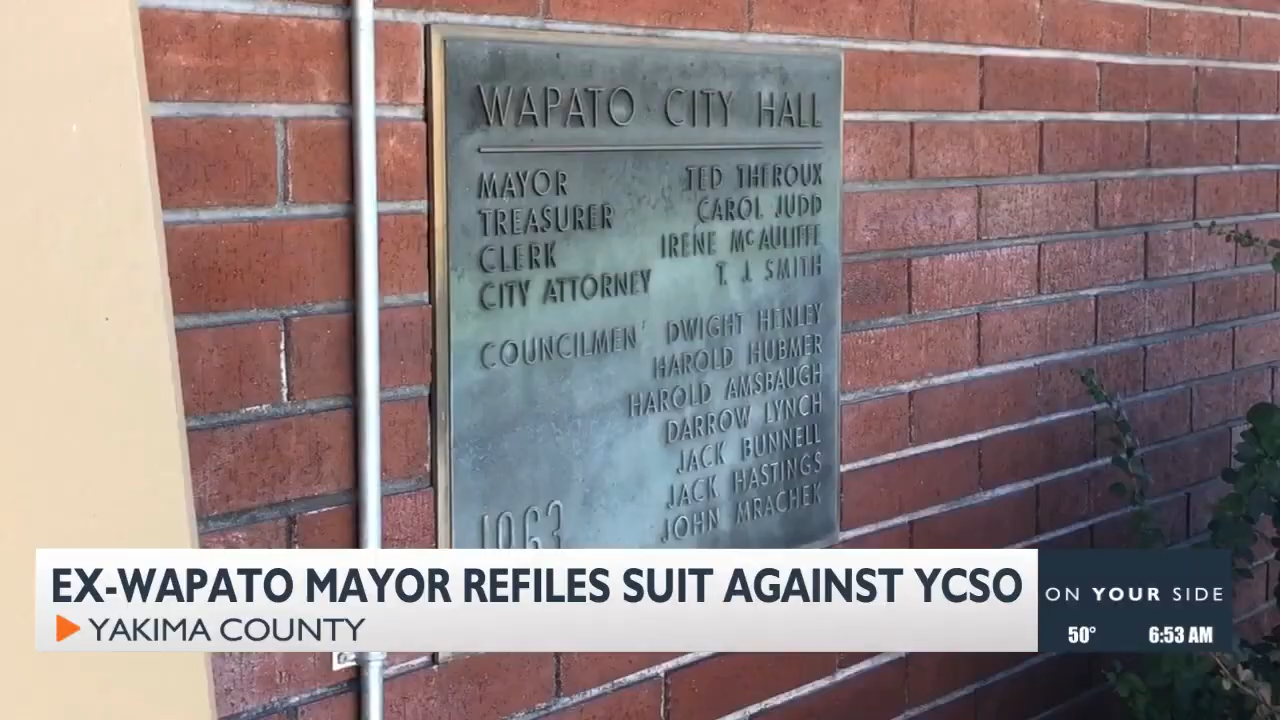 WAPATO CITY HALL
MAYOR TED THEROUX
TREASURER CAROL JUDD
CLERK IRENE McAULIFFE
CITY ATTORNEY T. J. SMITH
COUNCILMEN DWIGHT HENLEY
HAROLD HUBMER
HAROLD AMSBAUGH
DARROW LYNCH
JACK BUNNELL
JACK HASTINGS
JOHN MRACHEK
1963
EX-WAPATO MAYOR REFILES SUIT AGAINST YCSO
YAKIMA COUNTY
ON YOUR SIDE
50° 6:53 AM